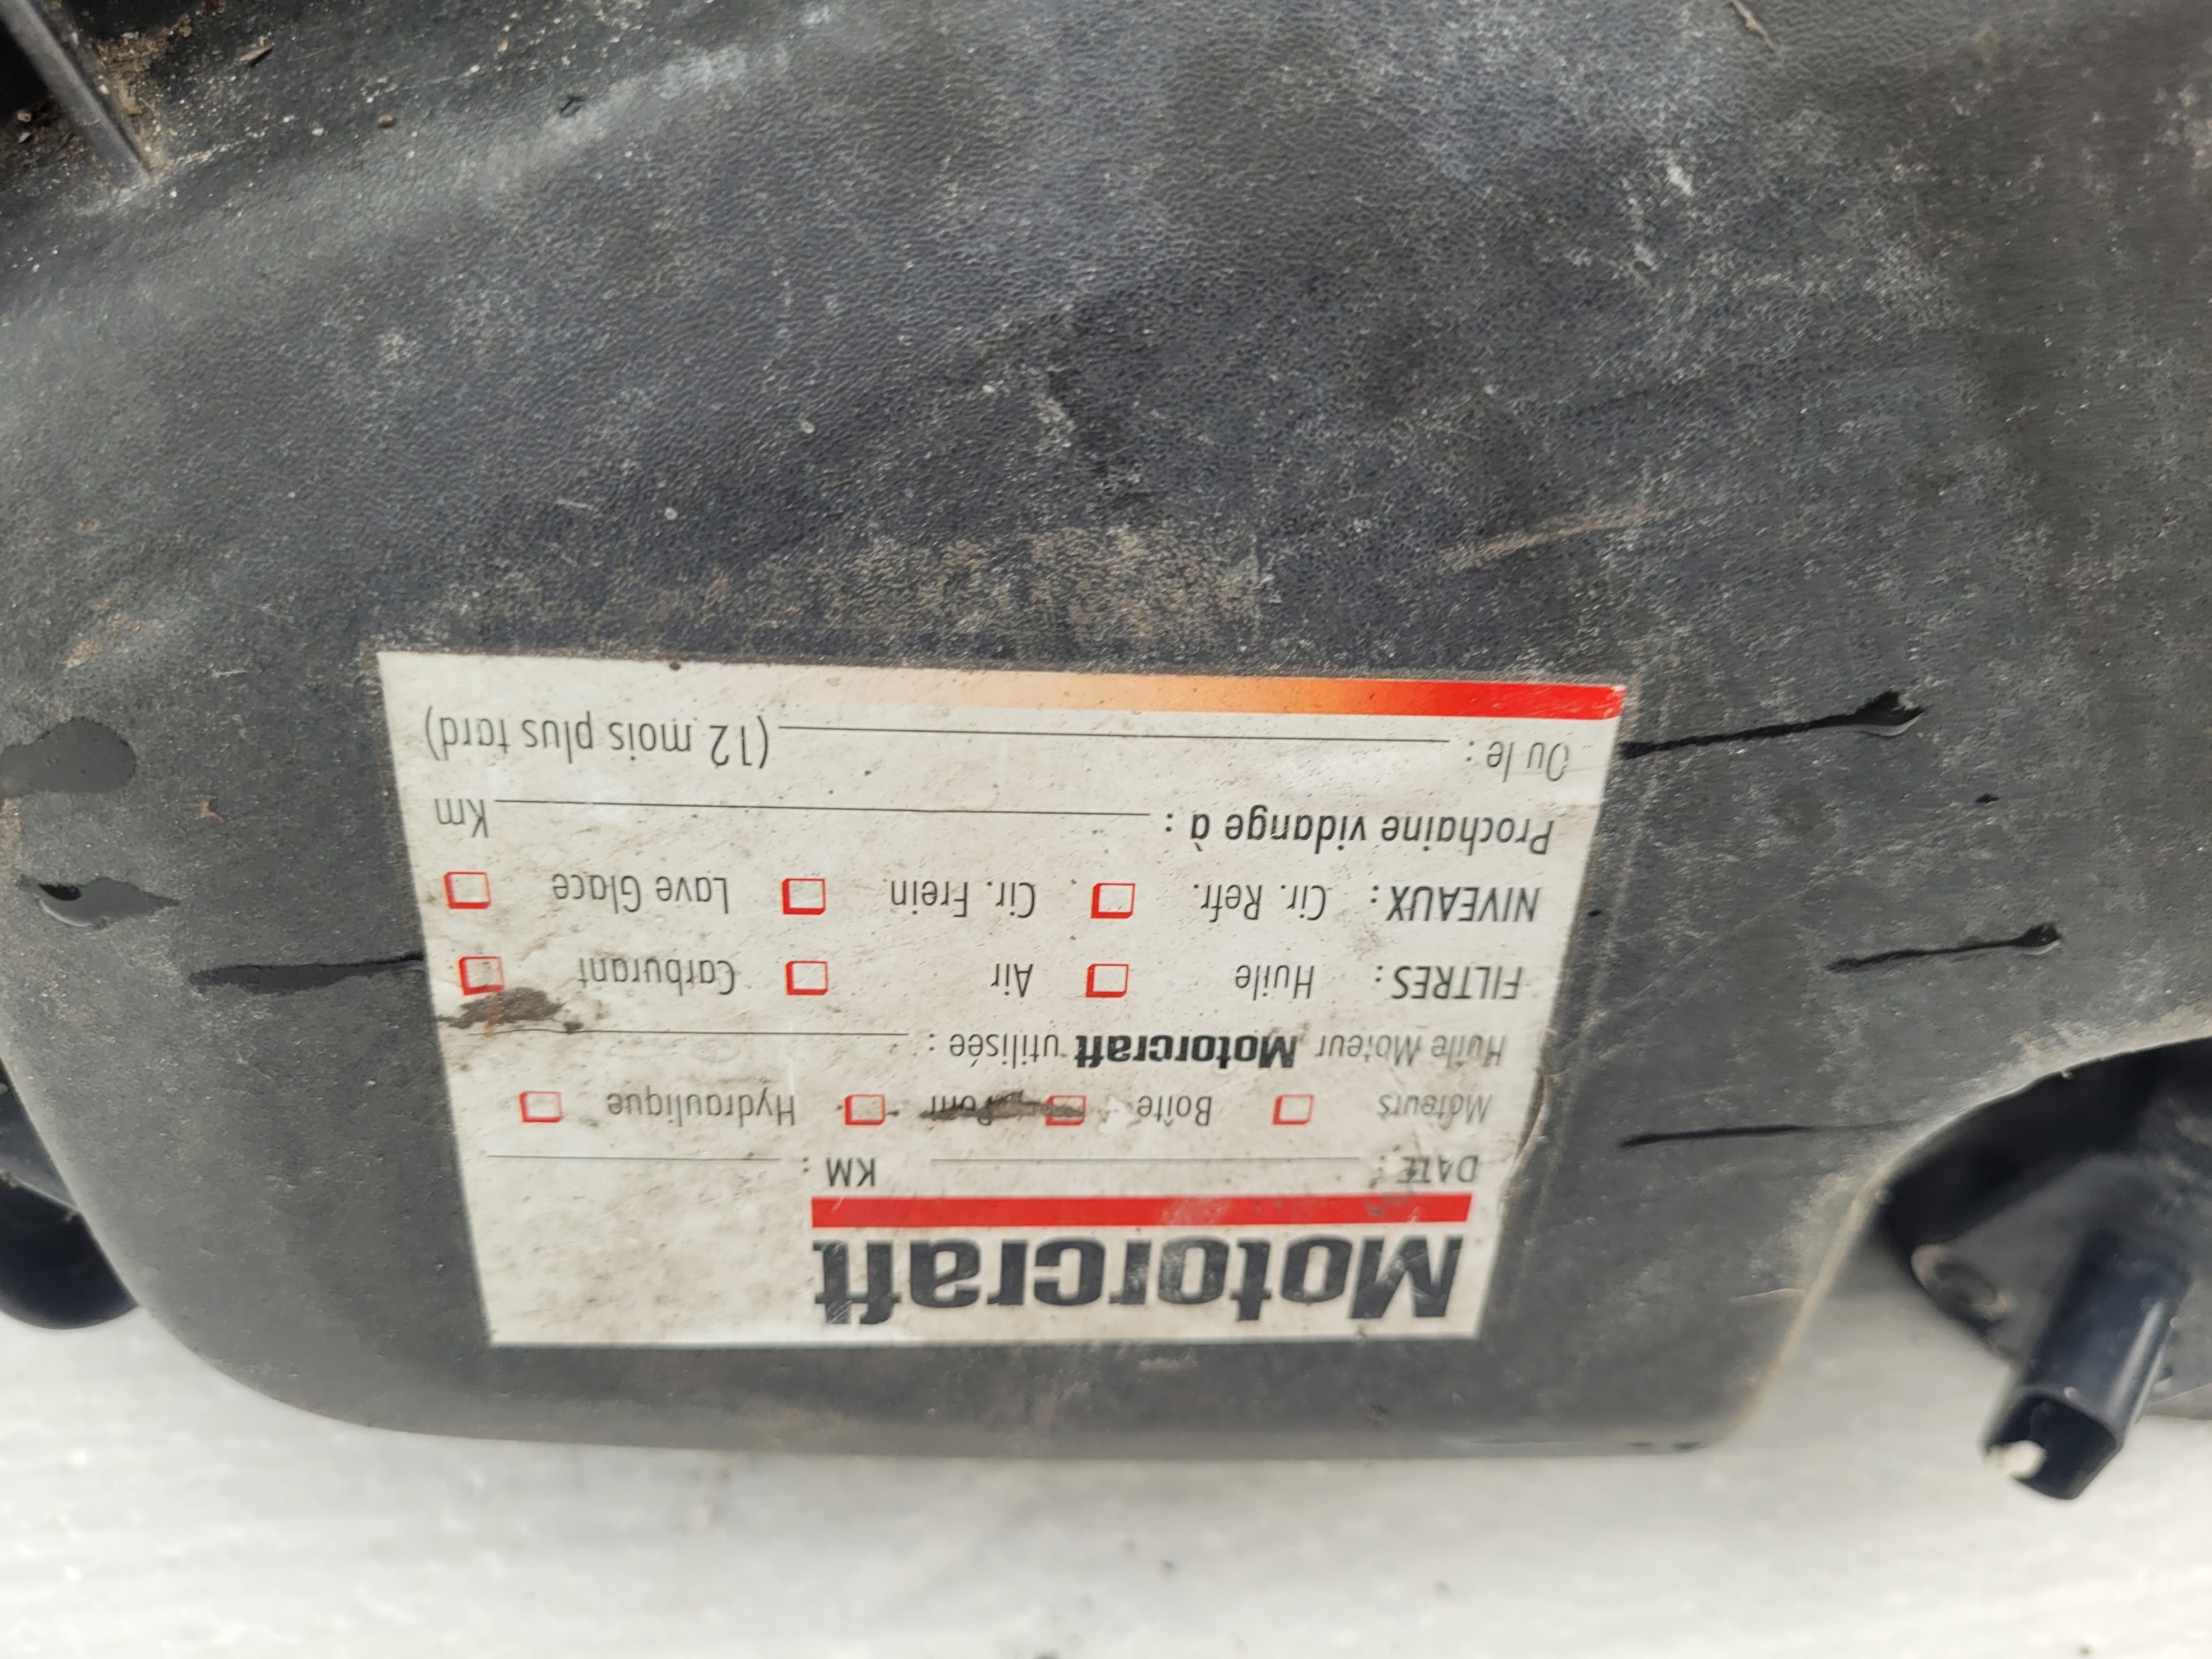 Motorcraft
DATE : KM :
Moteurs Boîte Pont Hydraulique
Huile Moteur Motorcraft utilisée :
FILTRES : Huile Air Carburant
NIVEAUX : Cir. Refr. Cir. Frein Lave Glace
Prochaine vidange à : Km
Ou le : (12 mois plus tard)